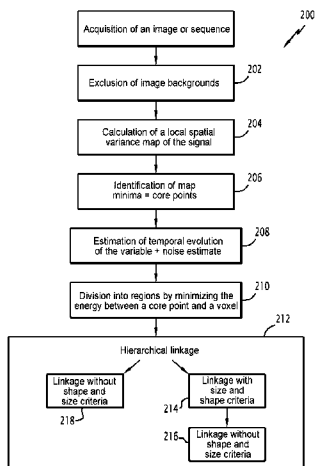 200
Acquisition of an image or sequence
202
Exclusion of image backgrounds
204
Calculation of a local spatial
variance map of the signal
206
Identification of map
minima = core points
208
Estimation of temporal evolution
of the variable + noise estimate
210
Division into regions by minimizing the
energy between a core point and a voxel
212
Hierarchical linkage
Linkage without
shape and
size criteria
218
Linkage with
size and
shape criteria
214
Linkage without
shape and
size criteria
216